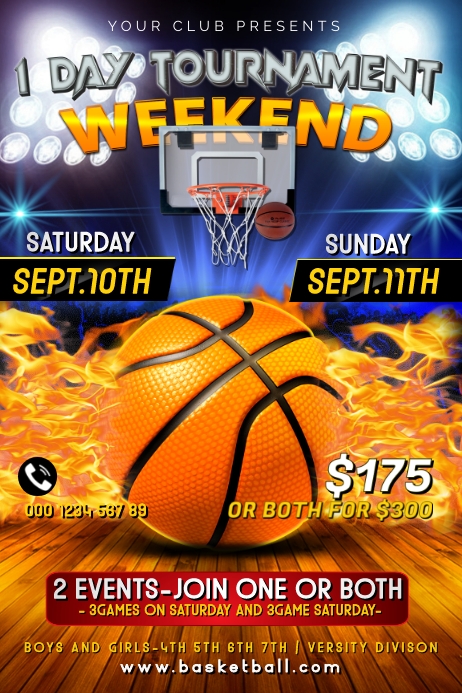 YOUR CLUB PRESENTS
1 DAY TOURNAMENT
WEEKEND
SATURDAY
SEPT.10TH
SUNDAY
SEPT.11TH
$175
OR BOTH FOR $300
000 1234 567 89
2 EVENTS-JOIN ONE OR BOTH
- 3GAMES ON SATURDAY AND 3GAME SATURDAY-
BOYS AND GIRLS-4TH 5TH 6TH 7TH | VERSITY DIVISON
www.basketball.com